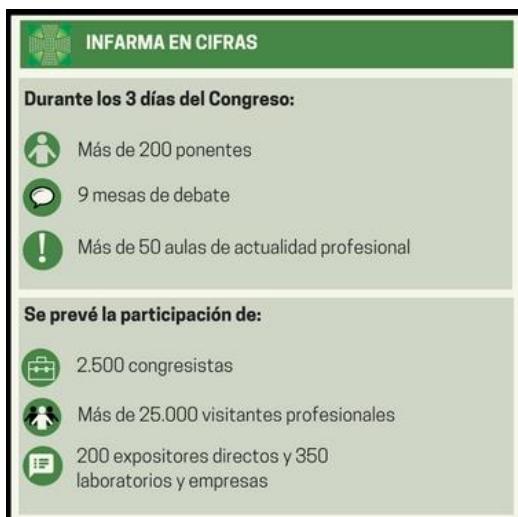 INFARMA EN CIFRAS
Durante los 3 días del Congreso:
Más de 200 ponentes
9 mesas de debate
Más de 50 aulas de actualidad profesional
Se prevé la participación de:
2.500 congresistas
Más de 25.000 visitantes profesionales
200 expositores directos y 350
laboratorios y empresas